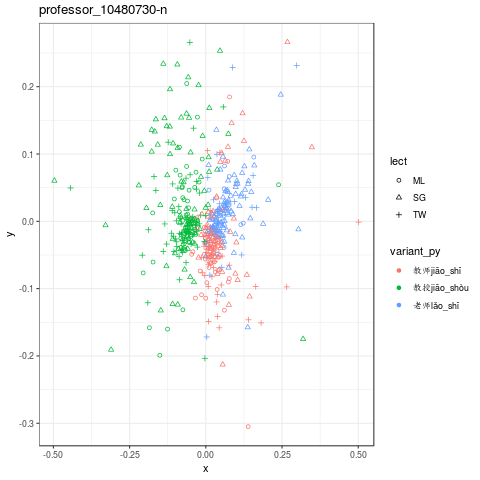 professor_10480730-n
lect
ML
SG
TW
variant_py
教师jiāo_shī
教授jiāo_shòu
老师lǎo_shī
0.2
0.1
0.0
-0.1
-0.2
-0.3
y
-0.50
-0.25
0.00
0.25
0.50
x